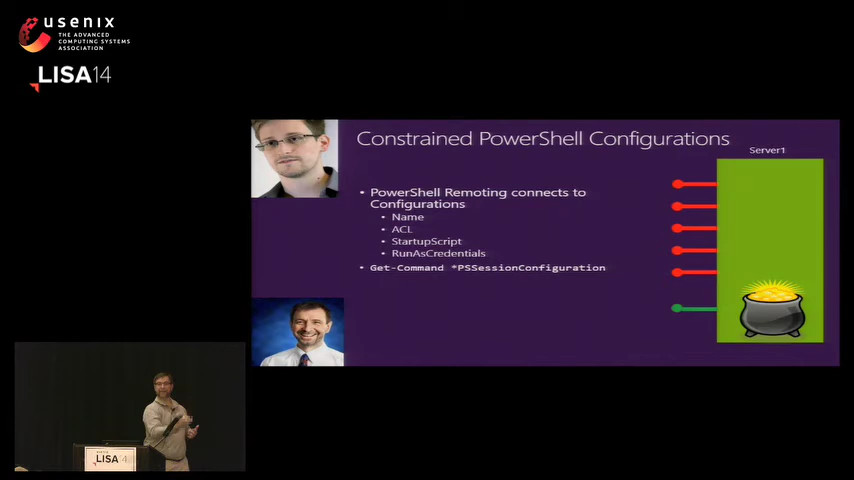 usenix
THE ADVANCED
COMPUTING SYSTEMS
ASSOCIATION
LISA14
Constrained PowerShell Configurations
Server1
• PowerShell Remoting connects to
Configurations
• Name
• ACL
• StartupScript
• RunAsCredentials
• Get-Command *PSSessionConfiguration
LISA14